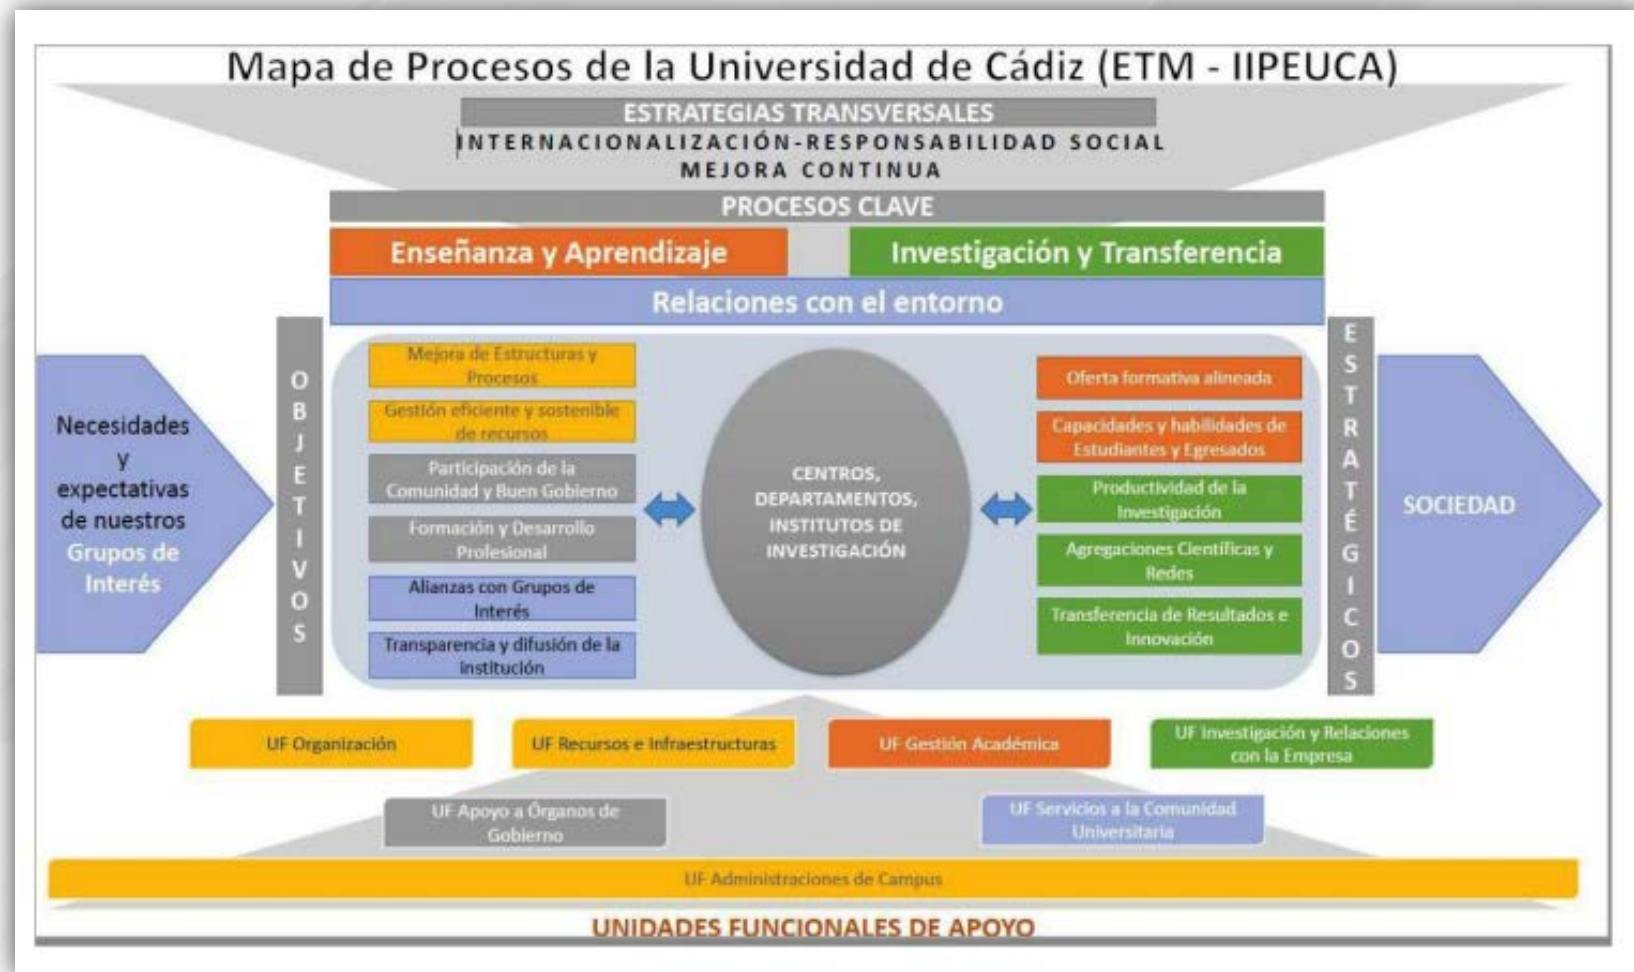 Mapa de Procesos de la Universidad de Cádiz (ETM - IIPEUCA)
ESTRATEGIAS TRANSVERSALES
INTERNACIONALIZACIÓN-RESPONSABILIDAD SOCIAL
MEJORA CONTINUA
PROCESOS CLAVE
Enseñanza y Aprendizaje
Investigación y Transferencia
Relaciones con el entorno
Necesidades
y
expectativas
de nuestros
Grupos de
Interés
OBJETIVOS
Mejora de Estructuras y
Procesos
Gestión eficiente y sostenible
de recursos
Participación de la
Comunidad y Buen Gobierno
Formación y Desarrollo
Profesional
Alianzas con Grupos de
Interés
Transparencia y difusión de la
institución
CENTROS,
DEPARTAMENTOS,
INSTITUTOS DE
INVESTIGACIÓN
Oferta formativa alineada
Capacidades y habilidades de
Estudiantes y Egresados
Productividad de la
Investigación
Agregaciones Científicas y
Redes
Transferencia de Resultados e
Innovación
ESTRATÉGICOS
SOCIEDAD
UF Organización
UF Recursos e Infraestructuras
UF Gestión Académica
UF Investigación y Relaciones
con la Empresa
UF Apoyo a Órganos de
Gobierno
UF Servicios a la Comunidad
Universitaria
UF Administraciones de Campus
UNIDADES FUNCIONALES DE APOYO